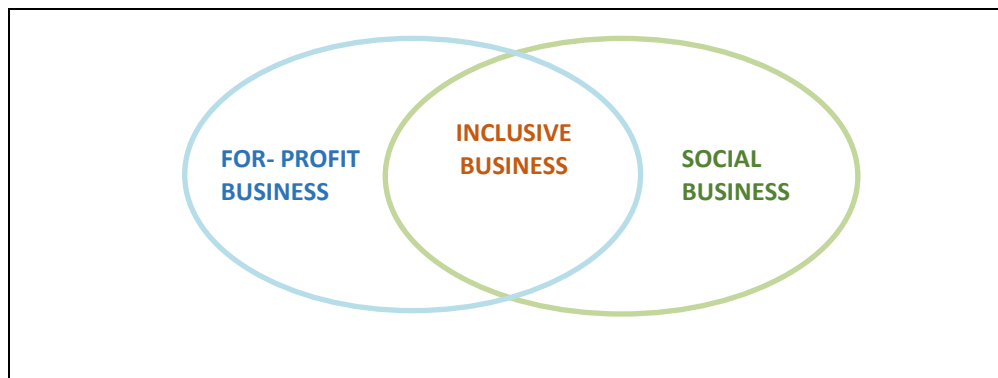 FOR- PROFIT
BUSINESS
INCLUSIVE
BUSINESS
SOCIAL
BUSINESS